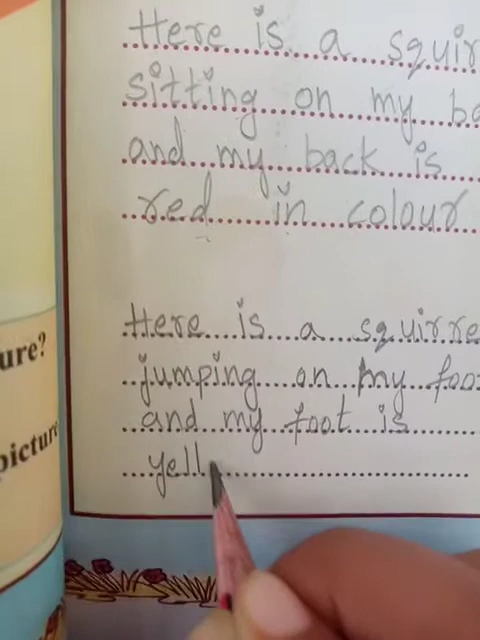 Here is a squir
sitting on my ba
and my back is
red in colour
Here is a squirre
jumping on my foo
and my foot is
yell
ure?
picture